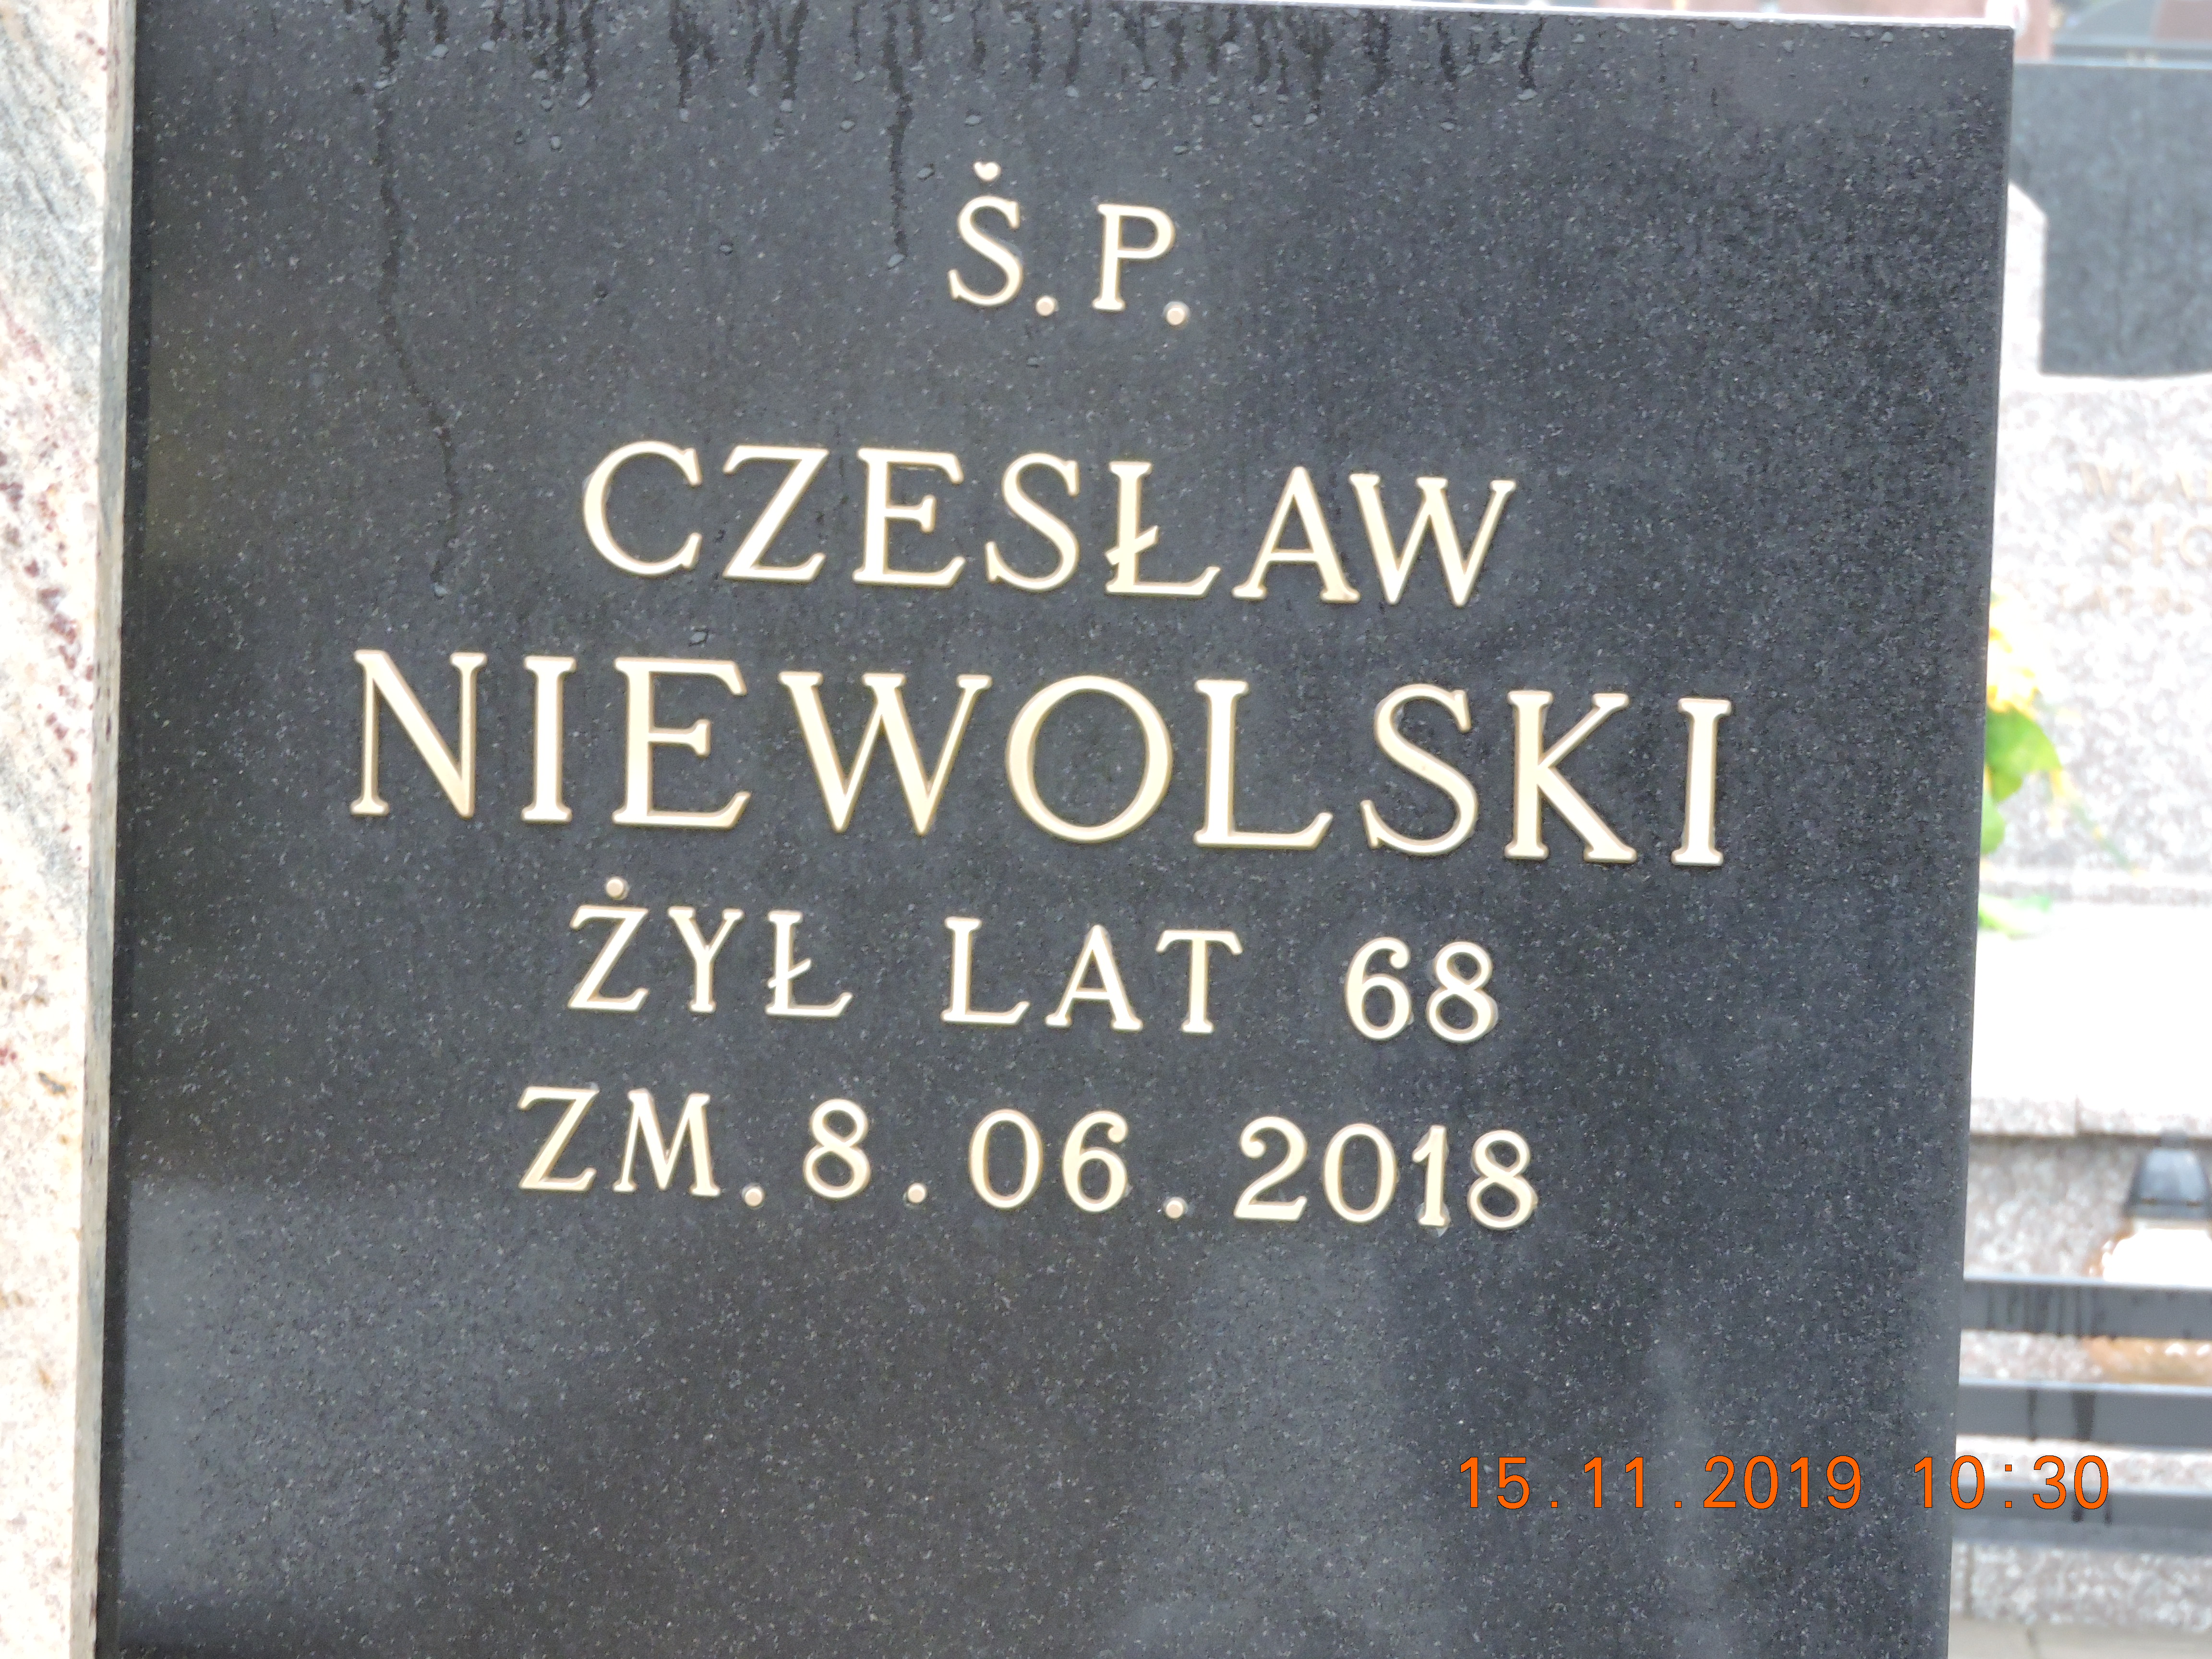 Ś.P.
CZESŁAW
NIEWOLSKI
ŻYŁ LAT 68
ZM. 8.06.2018
15.11.2019 10:30